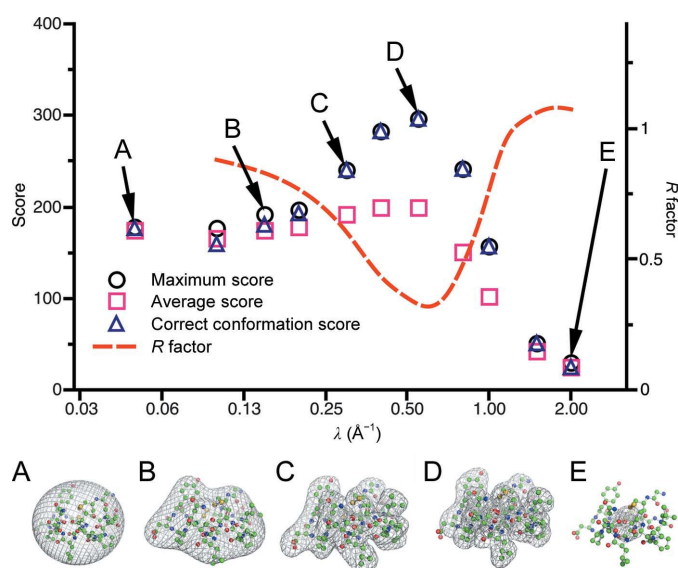 400
300
200
100
0
Score
A
B
C
D
E
1
0.5
0
R factor
Maximum score
Average score
Correct conformation score
R factor
0.03 0.06 0.13 0.25 0.50 1.00 2.00
λ (Å⁻¹)
A B C D E